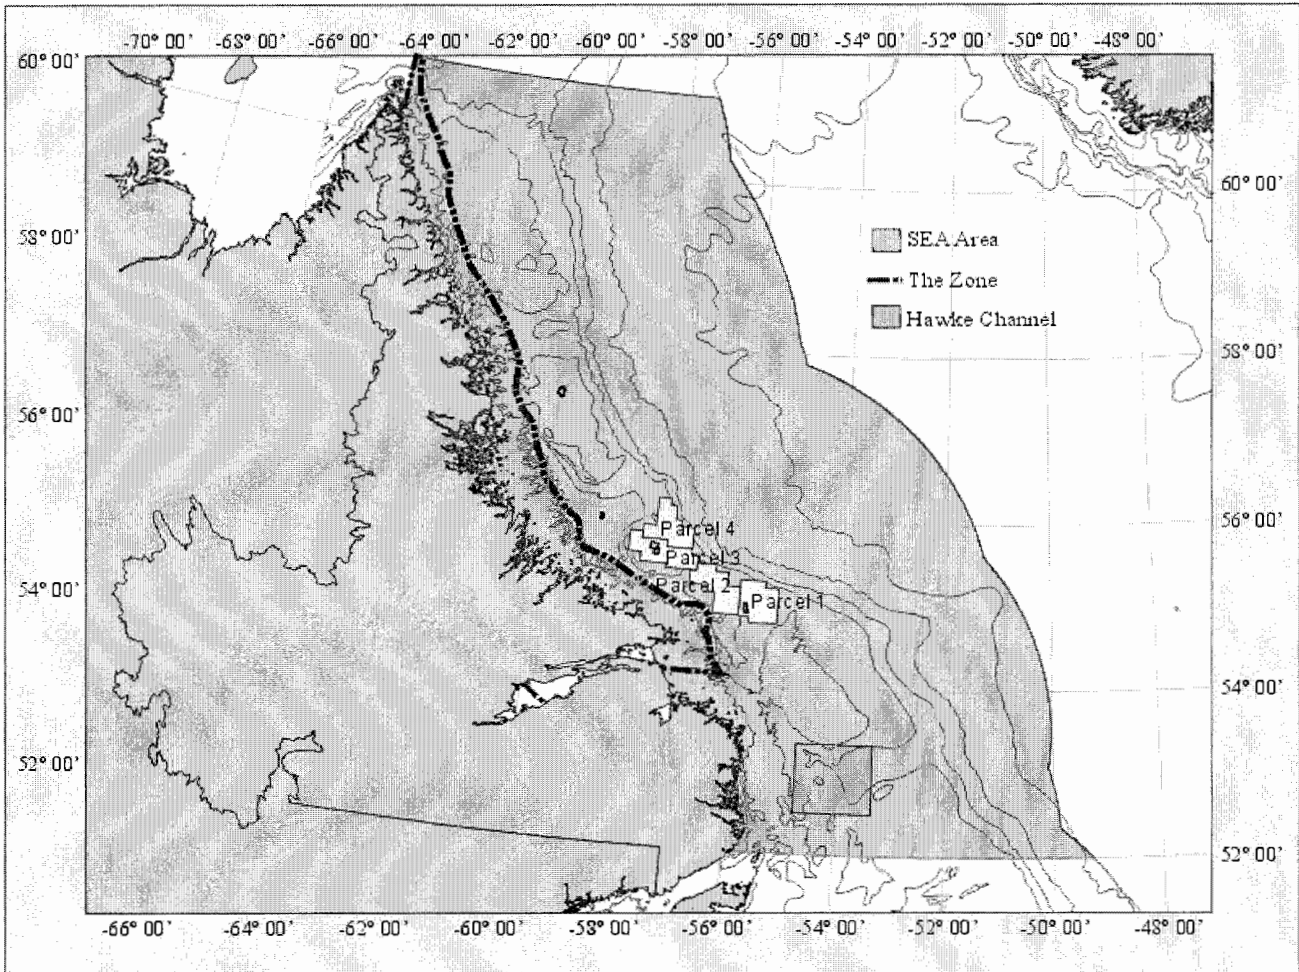 -70° 00' -68° 00' -66° 00' -64° 00' -62° 00' -60° 00' -58° 00' -56° 00' -54° 00' -52° 00' -50° 00' -48° 00'
60° 00'
60° 00'
58° 00'
SEA Area
The Zone
Hawke Channel
58° 00'
56° 00'
56° 00'
Parcel 4
Parcel 3
Parcel 2
Parcel 1
54° 00'
54° 00'
52° 00'
52° 00'
-66° 00' -64° 00' -62° 00' -60° 00' -58° 00' -56° 00' -54° 00' -52° 00' -50° 00' -48° 00'